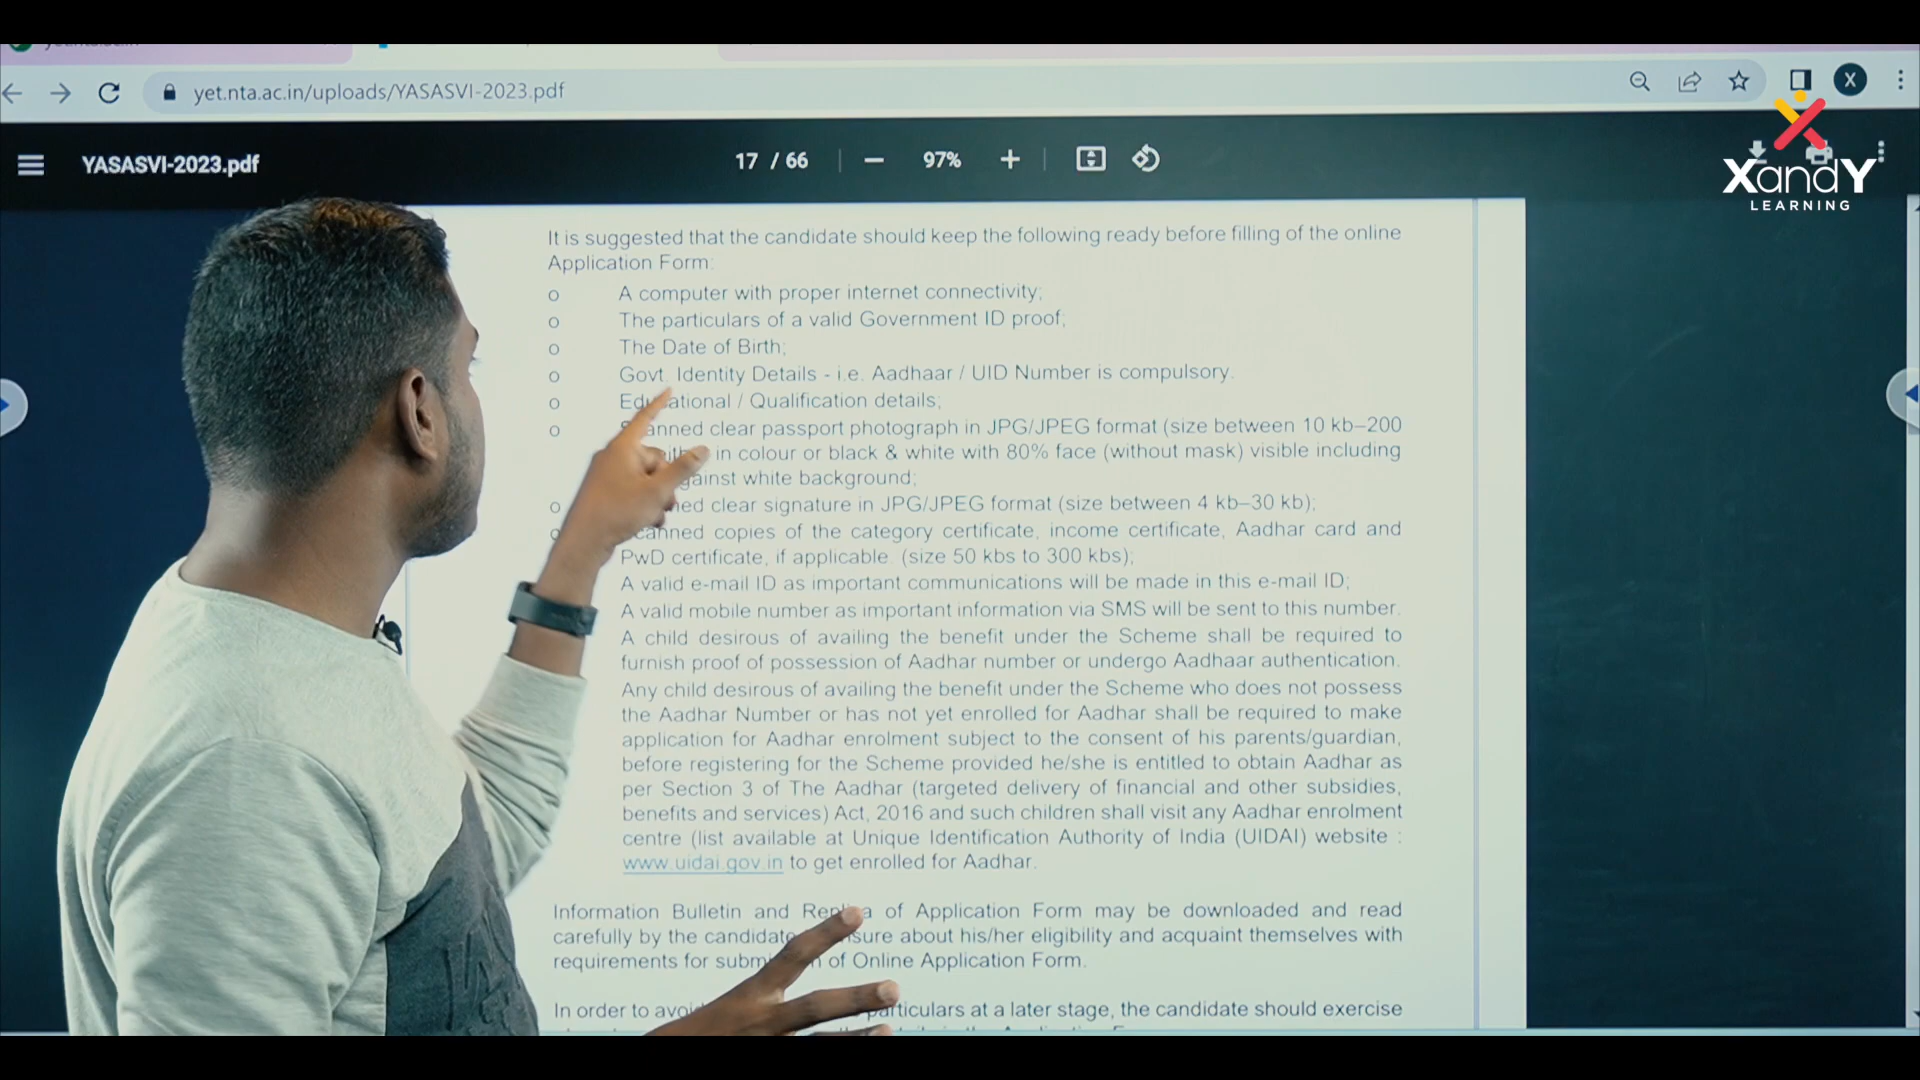 yet.nta.ac.in/uploads/YASASVI-2023.pdf
X
YASASVI-2023.pdf
17 / 66
97%
XandY
LEARNING
It is suggested that the candidate should keep the following ready before filling of the online
Application Form:
o A computer with proper internet connectivity;
o The particulars of a valid Government ID proof;
o The Date of Birth;
o Govt. Identity Details - i.e. Aadhaar / UID Number is compulsory.
o Educational / Qualification details;
o clear passport photograph in JPG/JPEG format (size between 10 kb–200
in colour or black & white with 80% face (without mask) visible including
against white background;
o clear signature in JPG/JPEG format (size between 4 kb–30 kb);
o Scanned copies of the category certificate, income certificate, Aadhar card and
PwD certificate, if applicable. (size 50 kbs to 300 kbs);
A valid e-mail ID as important communications will be made in this e-mail ID;
A valid mobile number as important information via SMS will be sent to this number.
A child desirous of availing the benefit under the Scheme shall be required to
furnish proof of possession of Aadhar number or undergo Aadhaar authentication.
Any child desirous of availing the benefit under the Scheme who does not possess
the Aadhar Number or has not yet enrolled for Aadhar shall be required to make
application for Aadhar enrolment subject to the consent of his parents/guardian,
before registering for the Scheme provided he/she is entitled to obtain Aadhar as
per Section 3 of The Aadhar (targeted delivery of financial and other subsidies,
benefits and services) Act, 2016 and such children shall visit any Aadhar enrolment
centre (list available at Unique Identification Authority of India (UIDAI) website :
www.uidai.gov.in to get enrolled for Aadhar.
Information Bulletin and Replica of Application Form may be downloaded and read
carefully by the candidate ensure about his/her eligibility and acquaint themselves with
requirements for submission of Online Application Form.
In order to avoid particulars at a later stage, the candidate should exercise